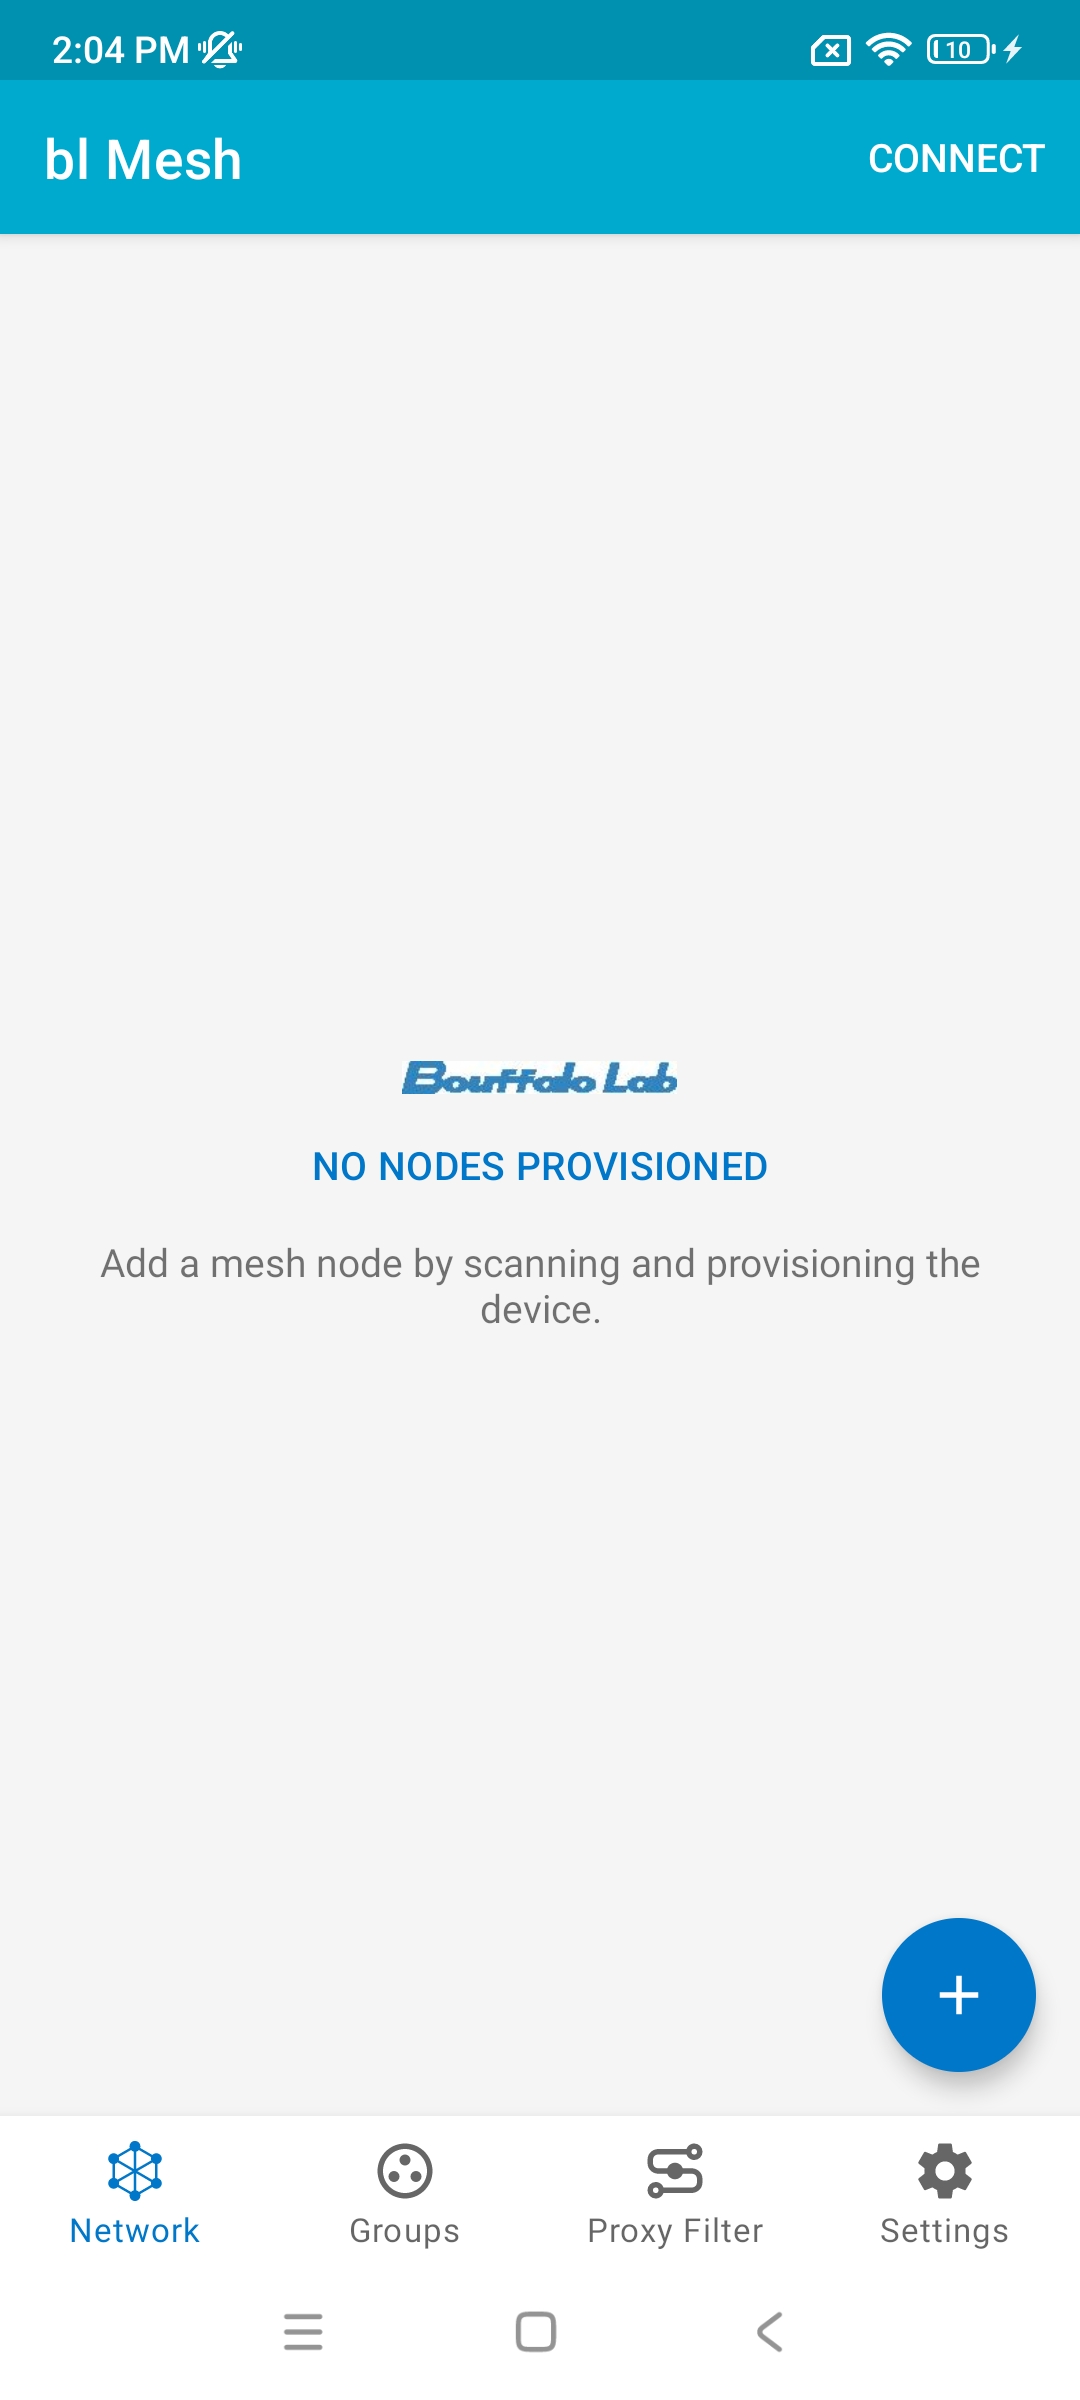 2:04 PM
10
bl Mesh
CONNECT
Bouffalo Lab
NO NODES PROVISIONED
Add a mesh node by scanning and provisioning the
device.
Network
Groups
Proxy Filter
Settings